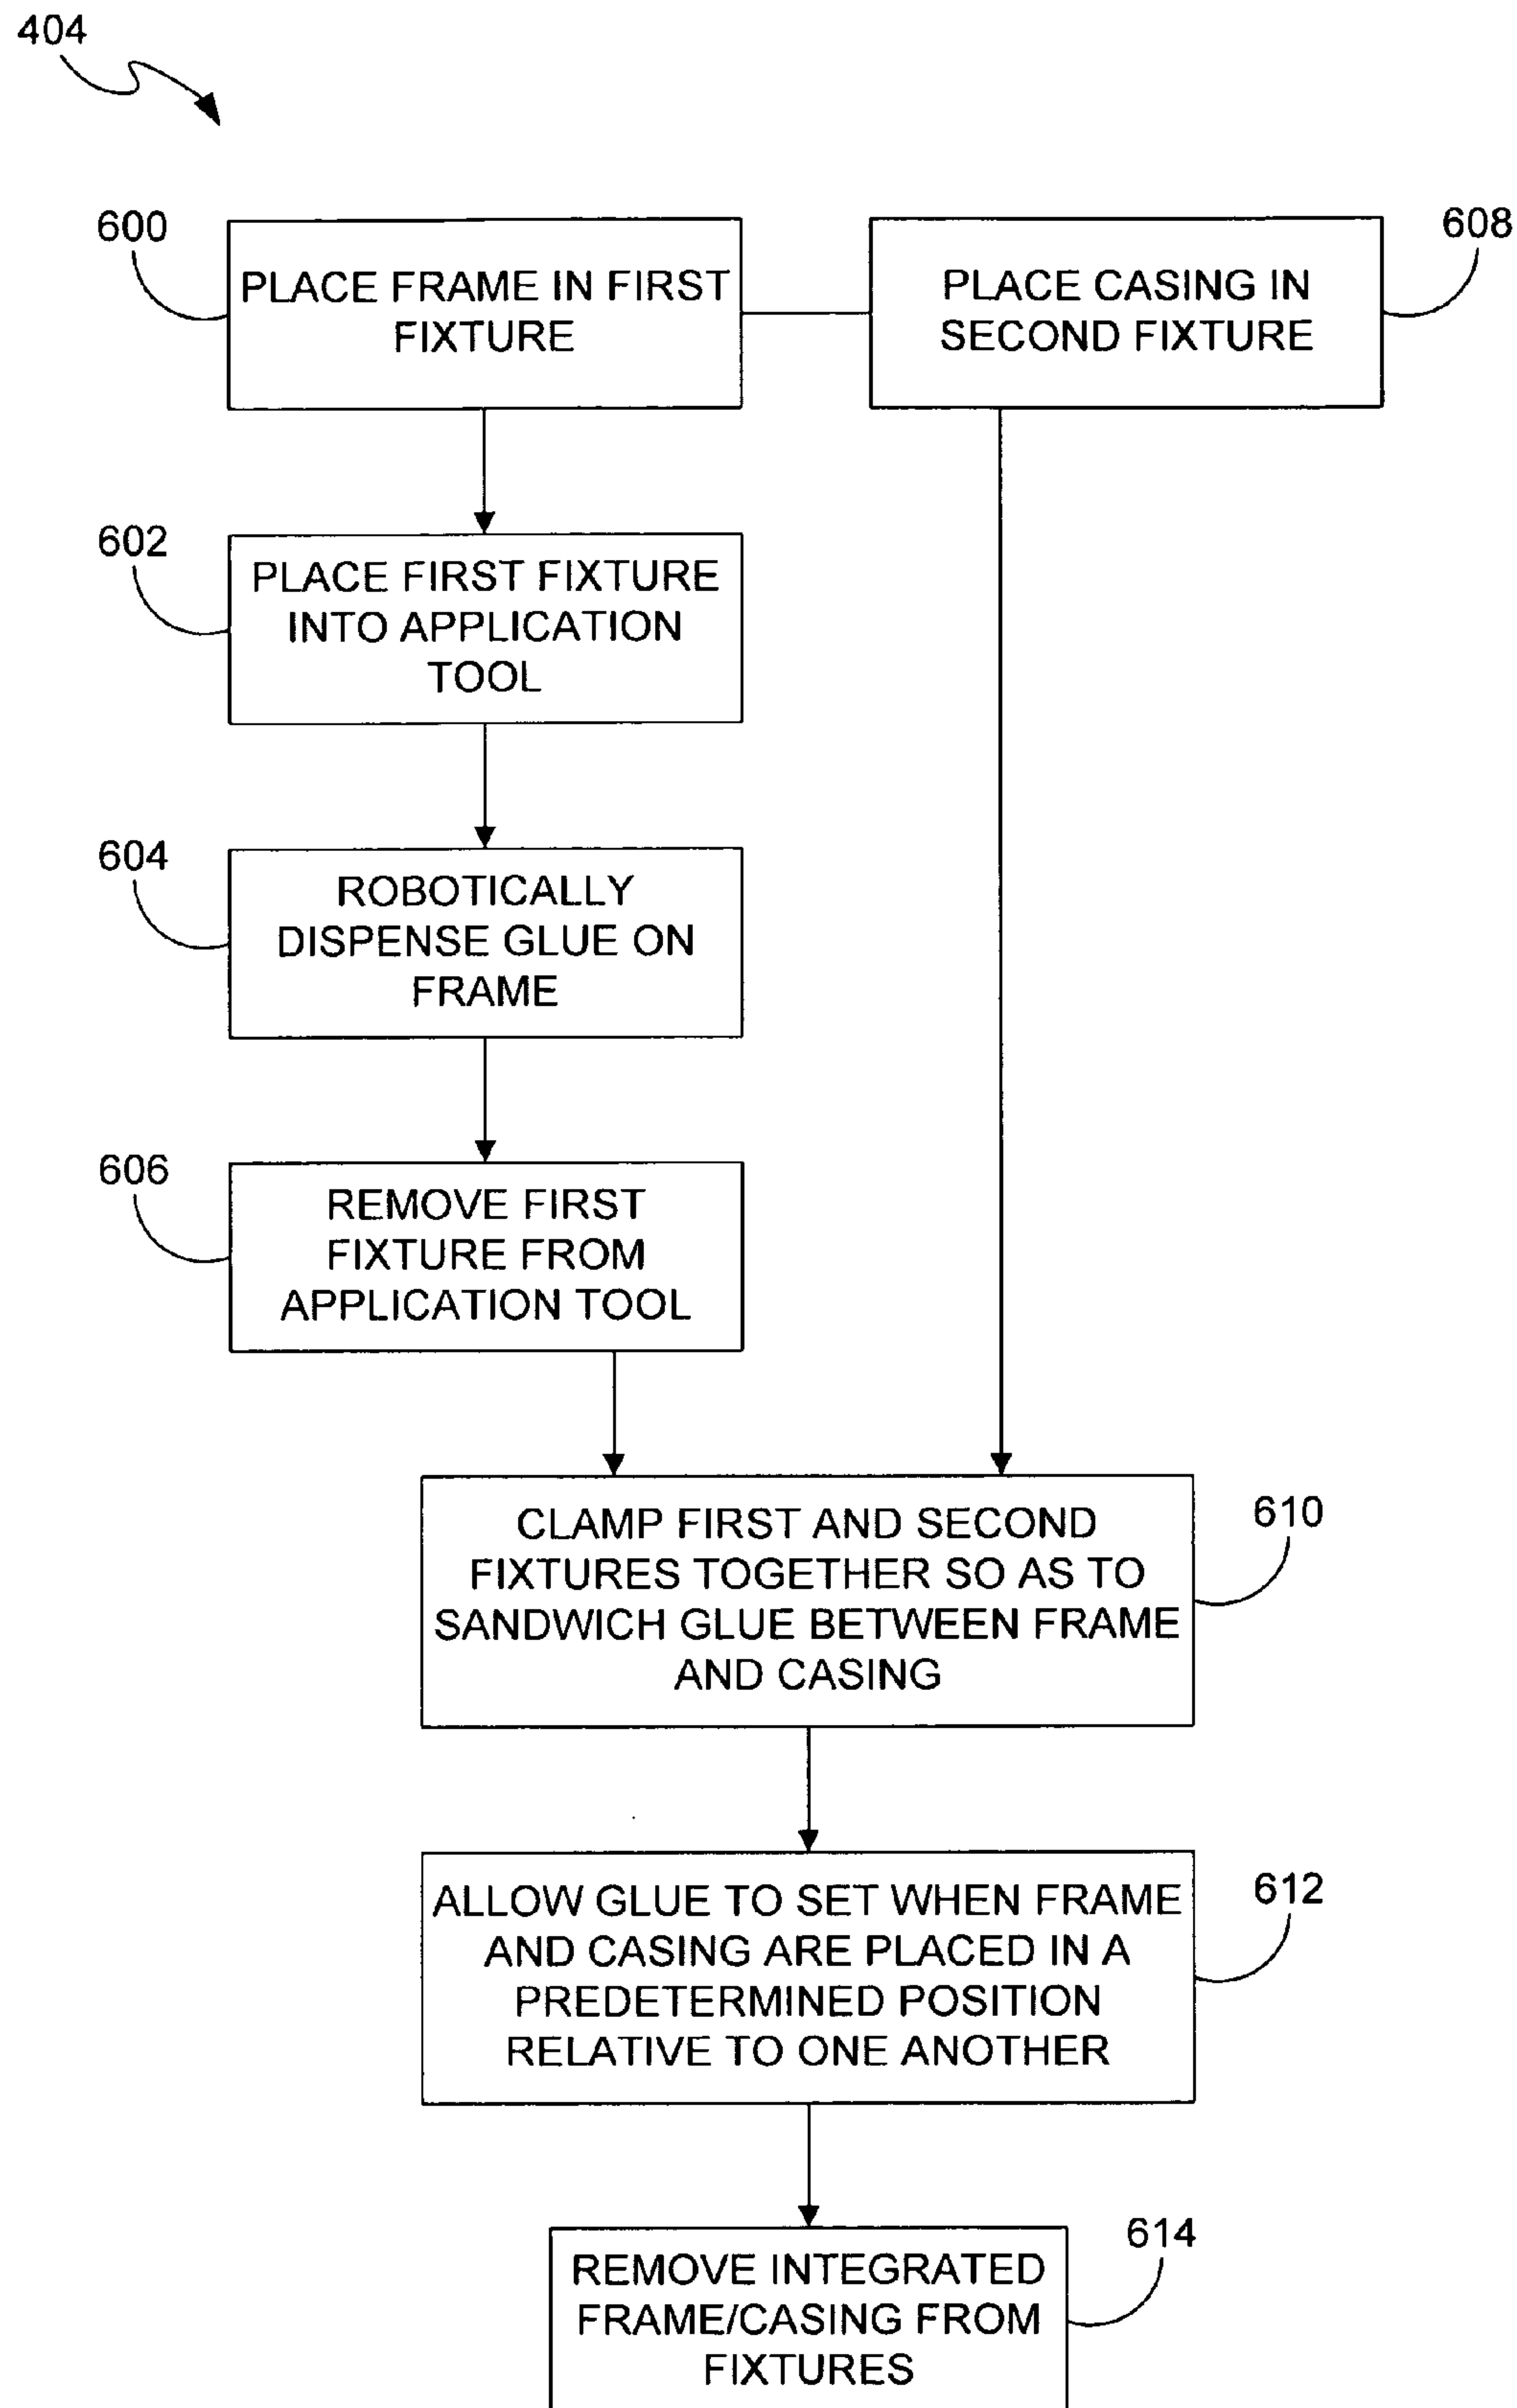 404
600
PLACE FRAME IN FIRST
FIXTURE
608
PLACE CASING IN
SECOND FIXTURE
602
PLACE FIRST FIXTURE
INTO APPLICATION
TOOL
604
ROBOTICALLY
DISPENSE GLUE ON
FRAME
606
REMOVE FIRST
FIXTURE FROM
APPLICATION TOOL
610
CLAMP FIRST AND SECOND
FIXTURES TOGETHER SO AS TO
SANDWICH GLUE BETWEEN FRAME
AND CASING
612
ALLOW GLUE TO SET WHEN FRAME
AND CASING ARE PLACED IN A
PREDETERMINED POSITION
RELATIVE TO ONE ANOTHER
614
REMOVE INTEGRATED
FRAME/CASING FROM
FIXTURES